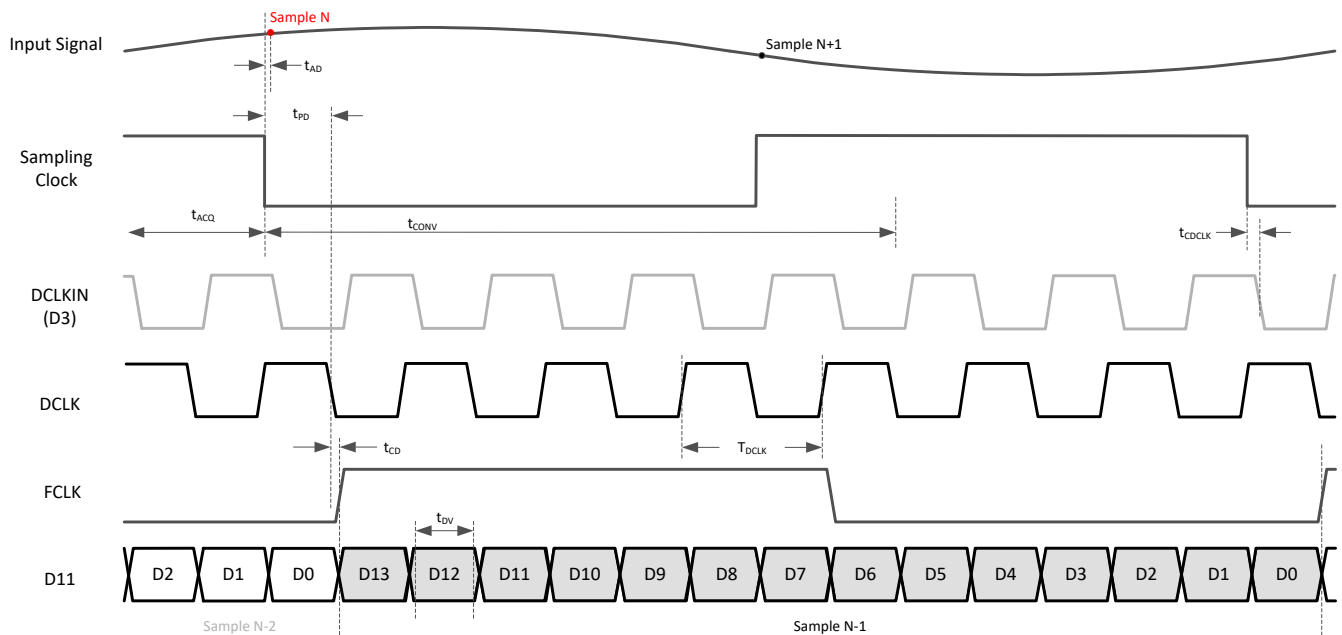 Sample N
Input Signal
Sample N+1
tAD
tPD
Sampling
Clock
tACQ
tCONV
tCDCLK
DCLKIN
(D3)
DCLK
tCD
TDCLK
FCLK
tDV
D11
D2 D1 D0 D13 D12 D11 D10 D9 D8 D7 D6 D5 D4 D3 D2 D1 D0
Sample N-2
Sample N-1